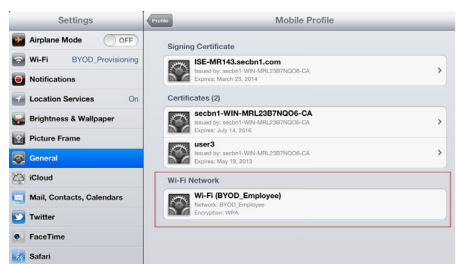 Settings
Profile
Mobile Profile
Airplane Mode
OFF
Wi-Fi
BYOD_Provisioning
Notifications
Location Services
On
Brightness & Wallpaper
Picture Frame
General
iCloud
Mail, Contacts, Calendars
Twitter
FaceTime
Safari
Signing Certificate
ISE-MR143.secbn1.com
Issued by: secbn1-WIN-MRL23B7NQO6-CA
Expires: March 23, 2014
Certificates (2)
secbn1-WIN-MRL23B7NQO6-CA
Issued by: secbn1-WIN-MRL23B7NQO6-CA
Expires: July 14, 2016
user3
Issued by: secbn1-WIN-MRL23B7NQO6-CA
Expires: May 19, 2013
Wi-Fi Network
Wi-Fi (BYOD_Employee)
Network: BYOD_Employee
Encryption: WPA